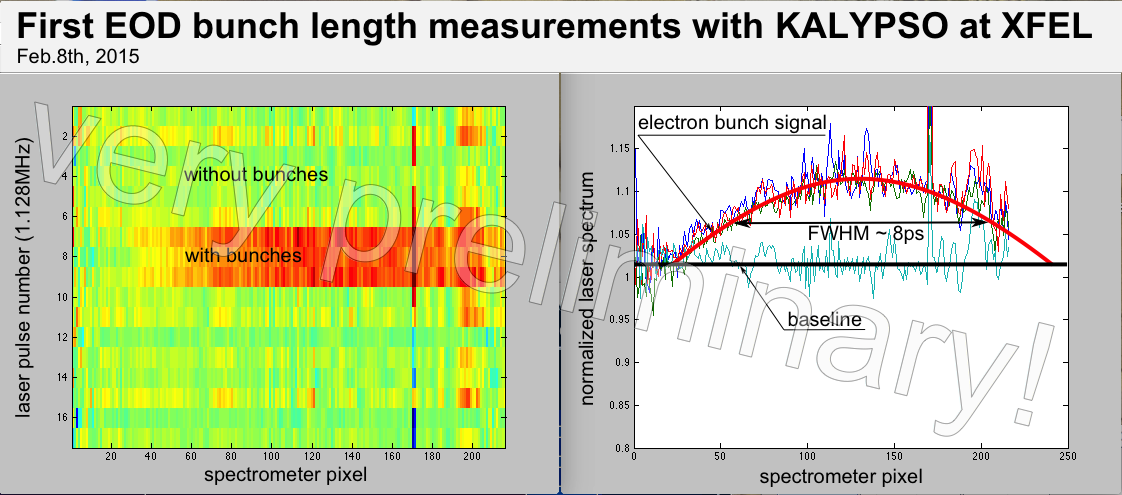 First EOD bunch length measurements with KALYPSO at XFEL
Feb.8th, 2015
very preliminary!
laser pulse number (1.128MHz)
2
4
6
8
10
12
14
16
without bunches
with bunches
20 40 60 80 100 120 140 160 180 200
spectrometer pixel
normalized laser spectrum
1.15
1.1
1.05
1
0.95
0.9
0.85
0.8
electron bunch signal
FWHM ~ 8ps
baseline
0 50 100 150 200 250
spectrometer pixel